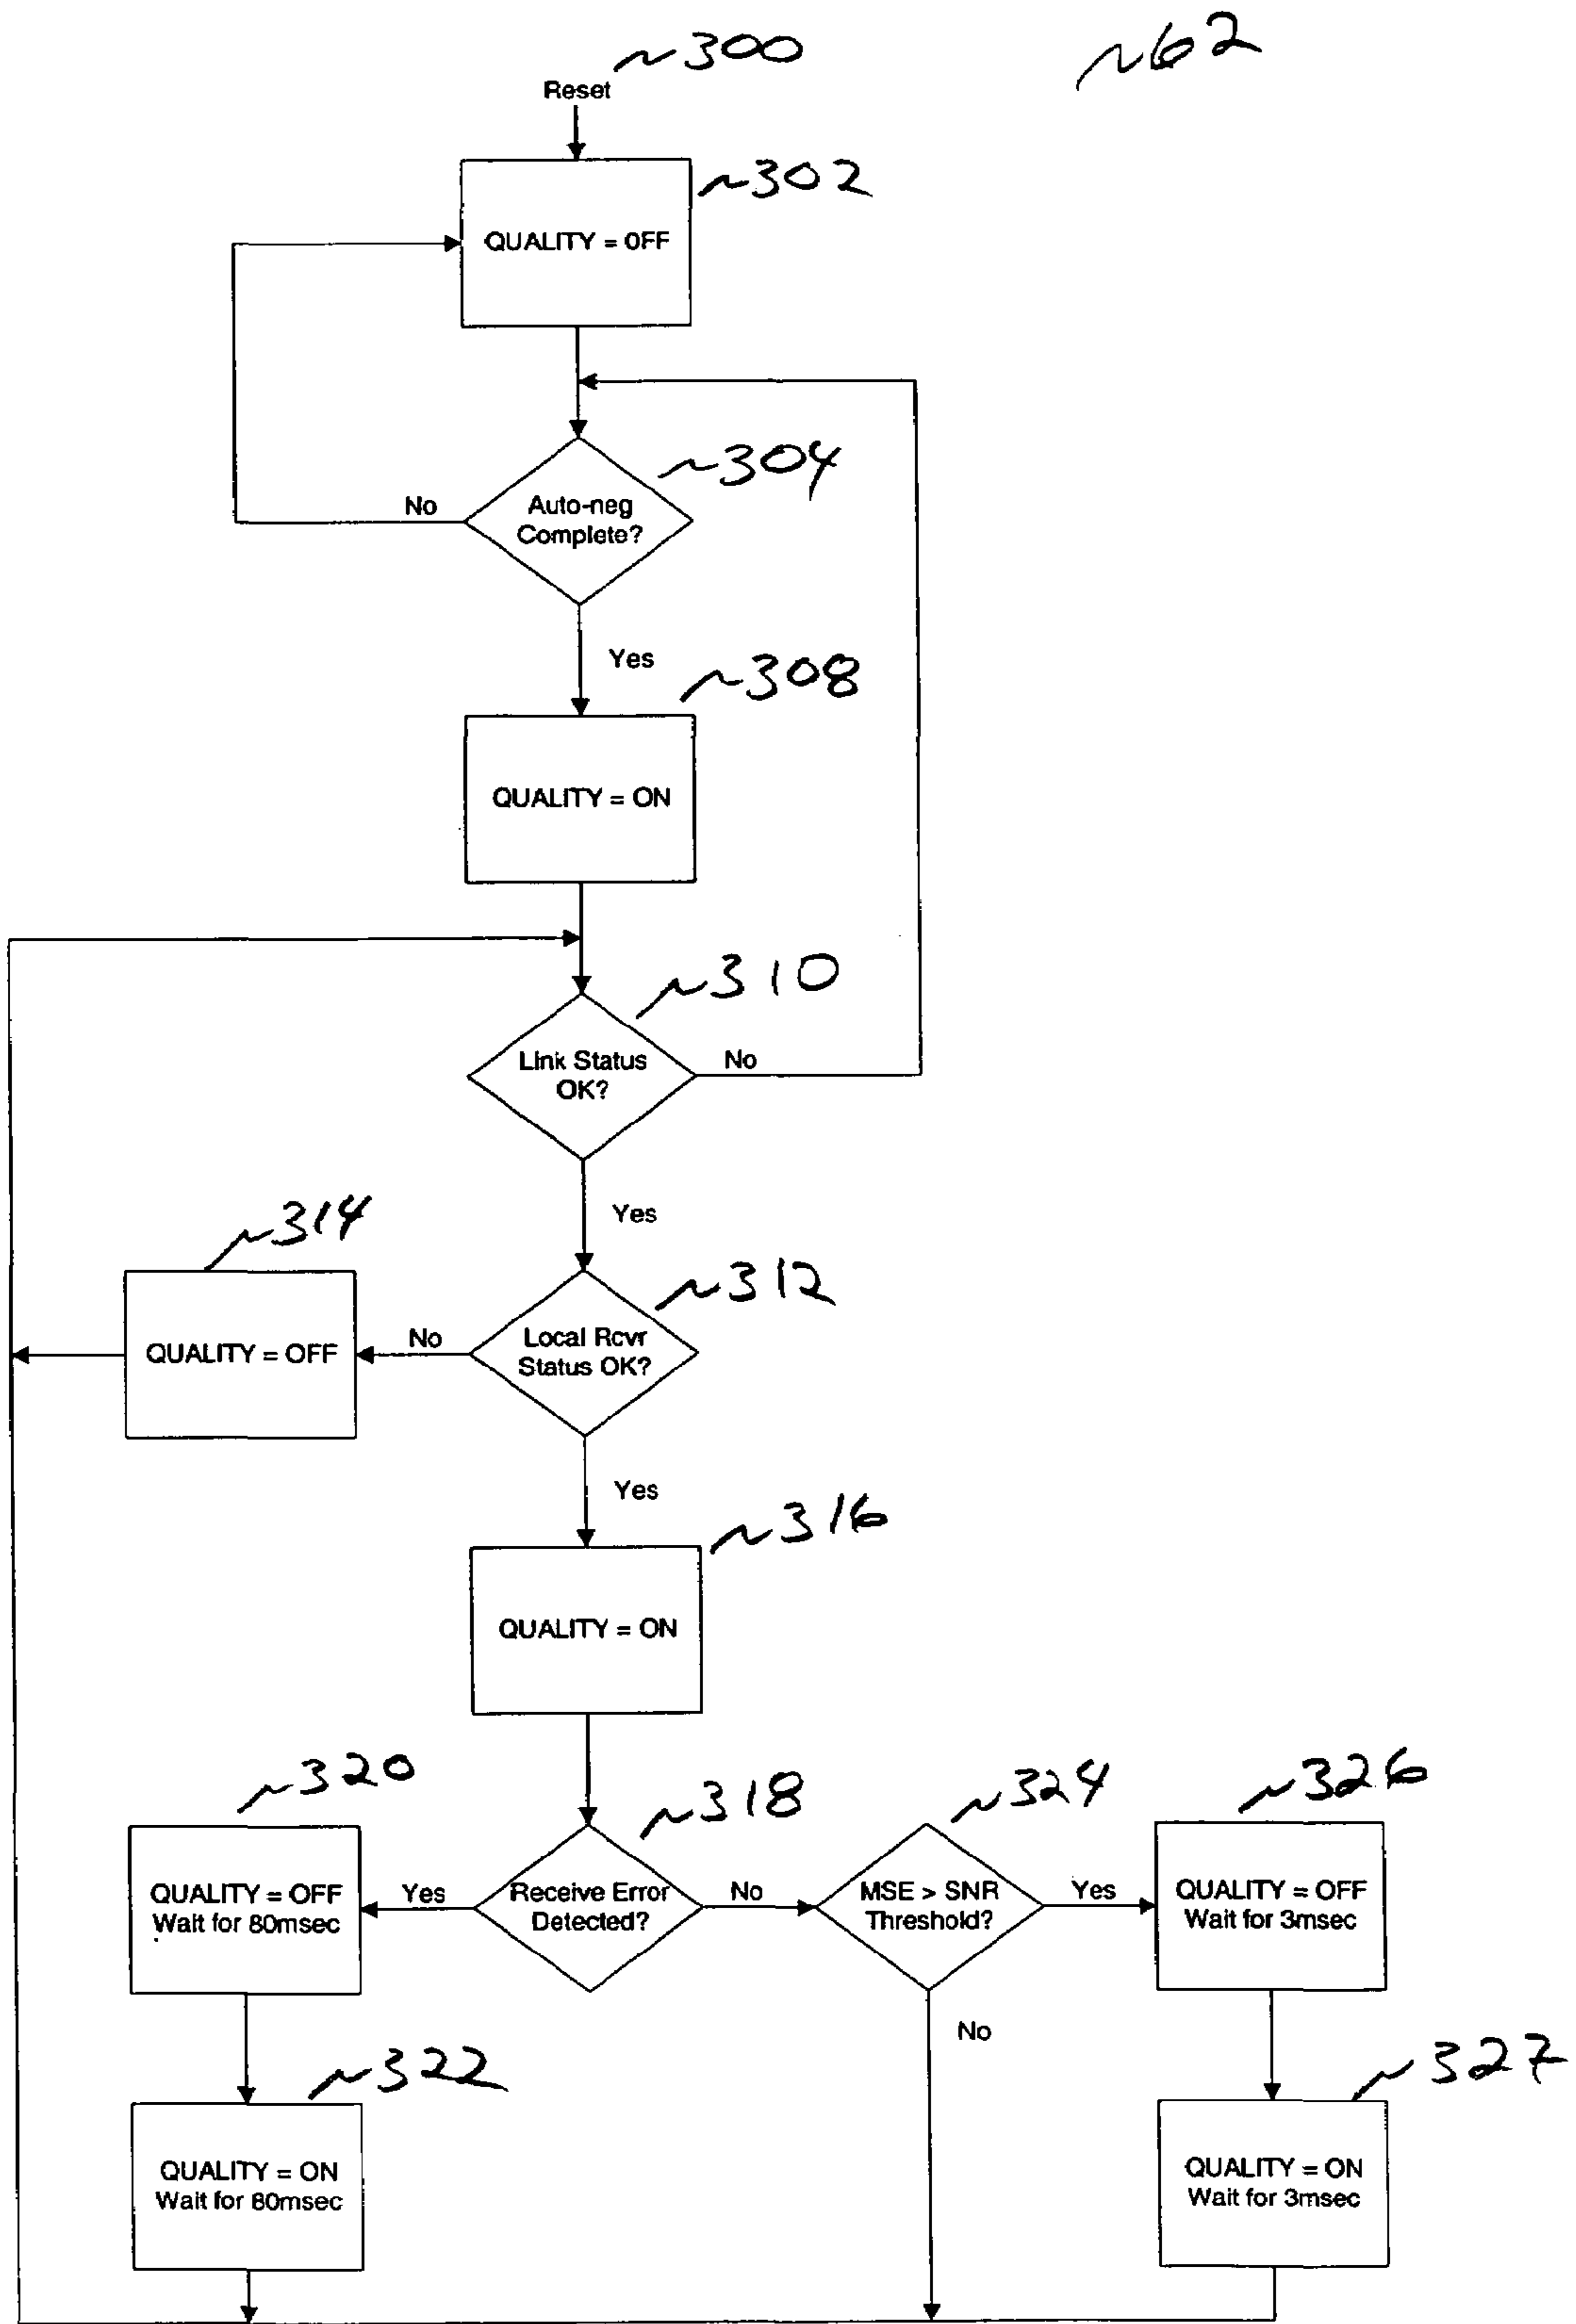 ~300
~62
Reset
~302
QUALITY = OFF
~304
No
Auto-neg
Complete?
Yes
~308
QUALITY = ON
~310
Link Status
OK?
No
Yes
~314
~312
QUALITY = OFF
No
Local Rcvr
Status OK?
Yes
~316
QUALITY = ON
~320
~318
~324
~326
QUALITY = OFF
Wait for 80msec
Yes
Receive Error
Detected?
No
MSE > SNR
Threshold?
Yes
QUALITY = OFF
Wait for 3msec
No
~322
~327
QUALITY = ON
Wait for 80msec
QUALITY = ON
Wait for 3msec